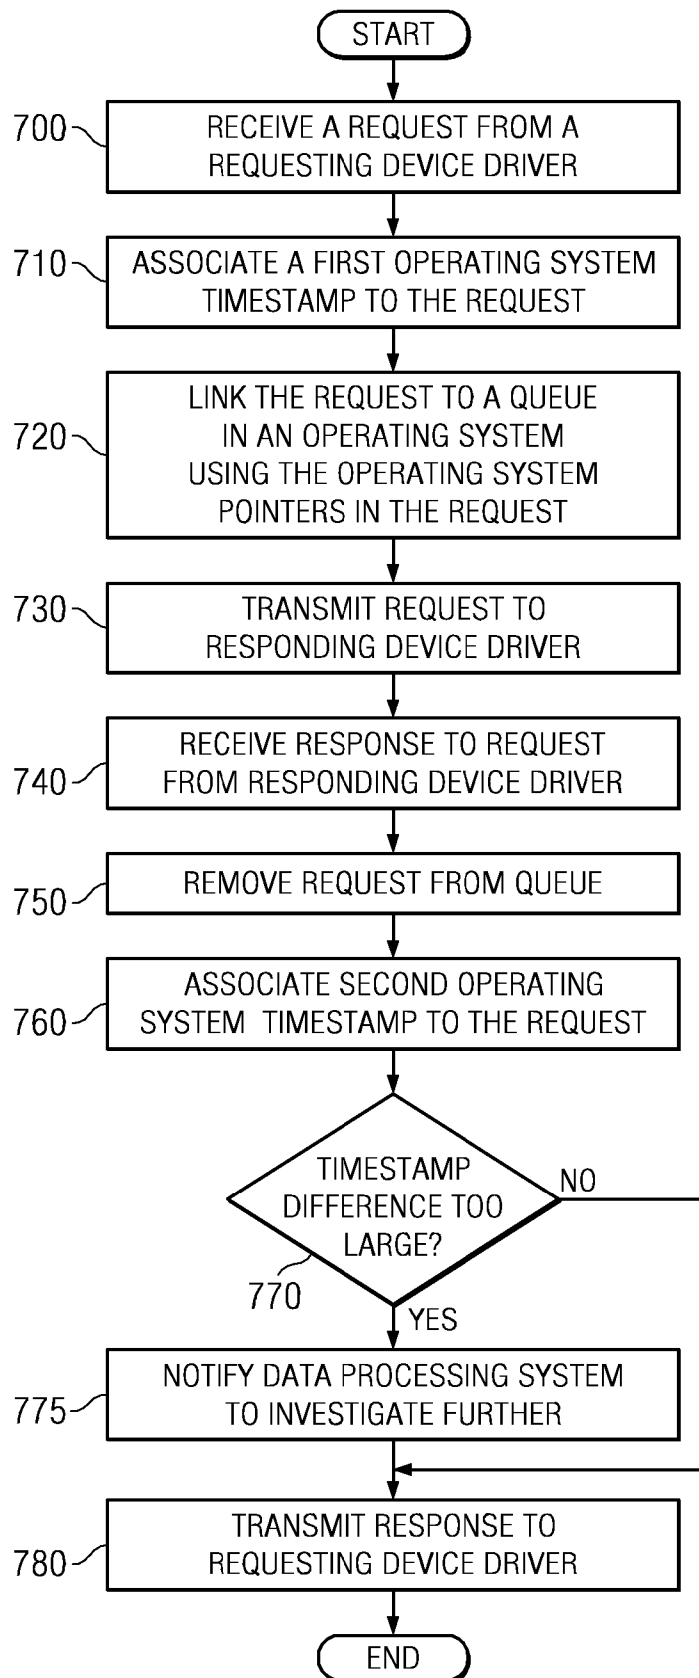 START
700
RECEIVE A REQUEST FROM A
REQUESTING DEVICE DRIVER
710
ASSOCIATE A FIRST OPERATING SYSTEM
TIMESTAMP TO THE REQUEST
720
LINK THE REQUEST TO A QUEUE
IN AN OPERATING SYSTEM
USING THE OPERATING SYSTEM
POINTERS IN THE REQUEST
730
TRANSMIT REQUEST TO
RESPONDING DEVICE DRIVER
740
RECEIVE RESPONSE TO REQUEST
FROM RESPONDING DEVICE DRIVER
750
REMOVE REQUEST FROM QUEUE
760
ASSOCIATE SECOND OPERATING
SYSTEM TIMESTAMP TO THE REQUEST
TIMESTAMP
DIFFERENCE TOO
LARGE?
NO
770
YES
775
NOTIFY DATA PROCESSING SYSTEM
TO INVESTIGATE FURTHER
780
TRANSMIT RESPONSE TO
REQUESTING DEVICE DRIVER
END